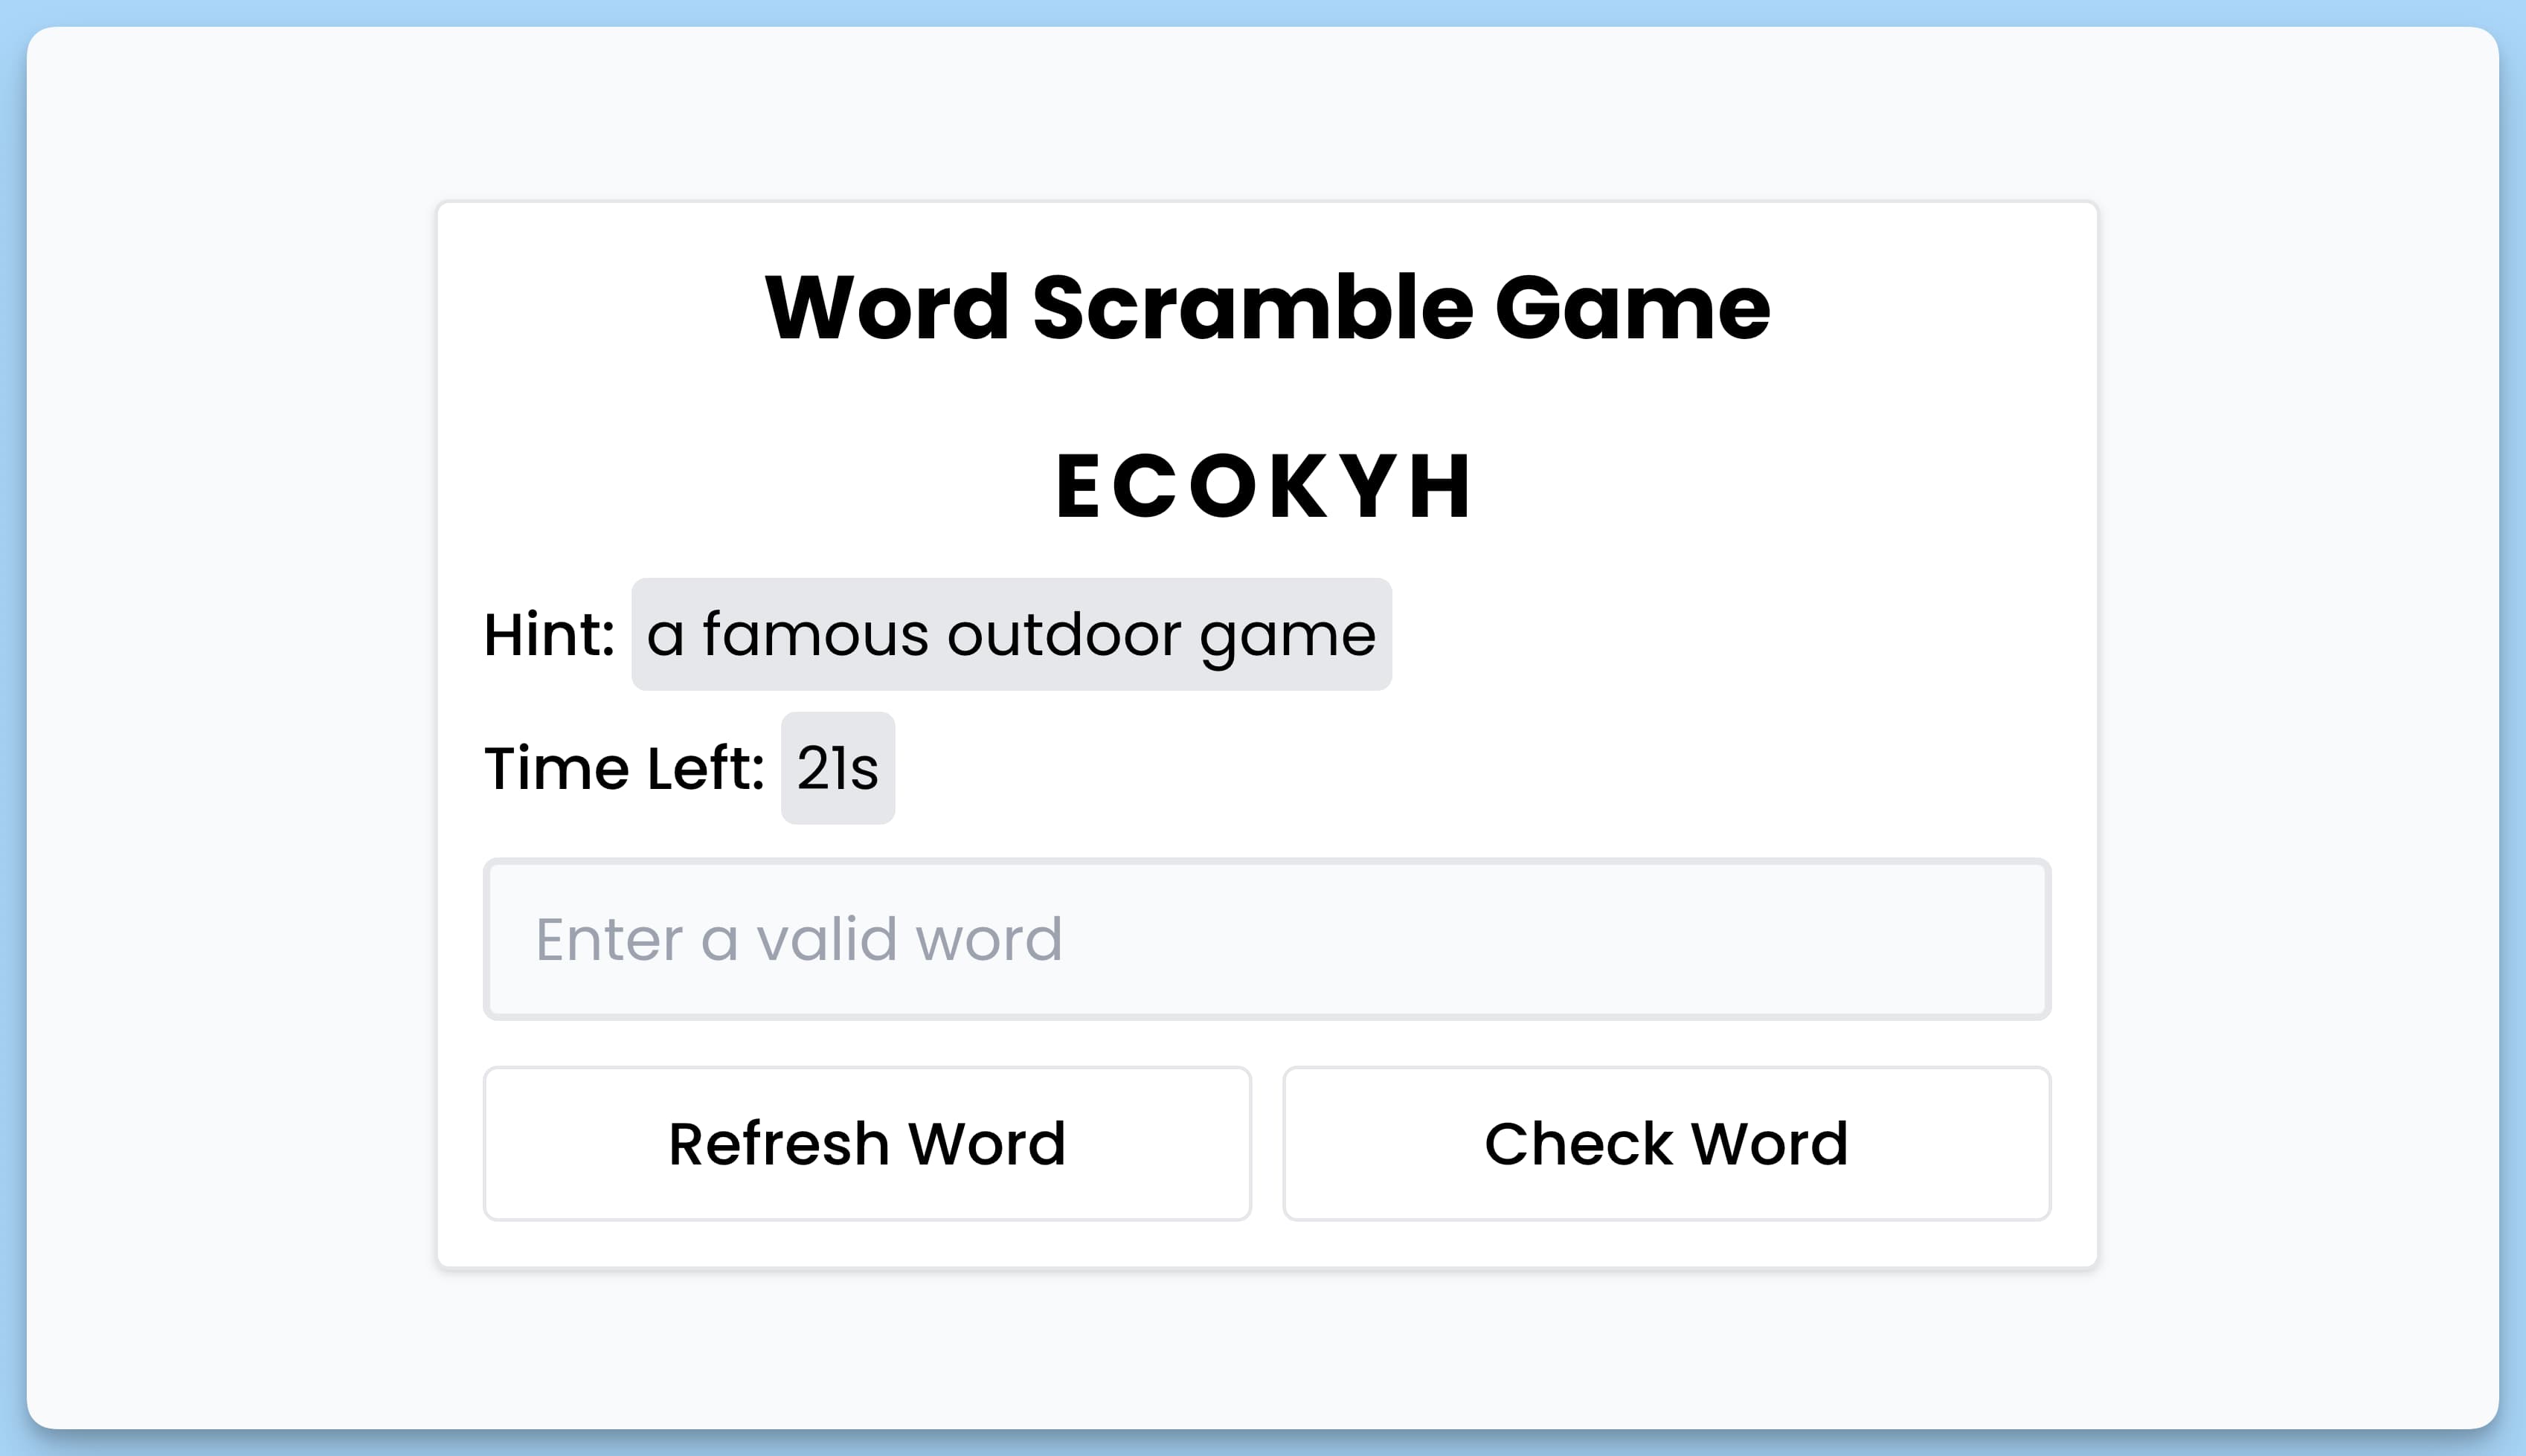 Word Scramble Game
ECOKYH
Hint: a famous outdoor game
Time Left: 21s
Enter a valid word
Refresh Word
Check Word